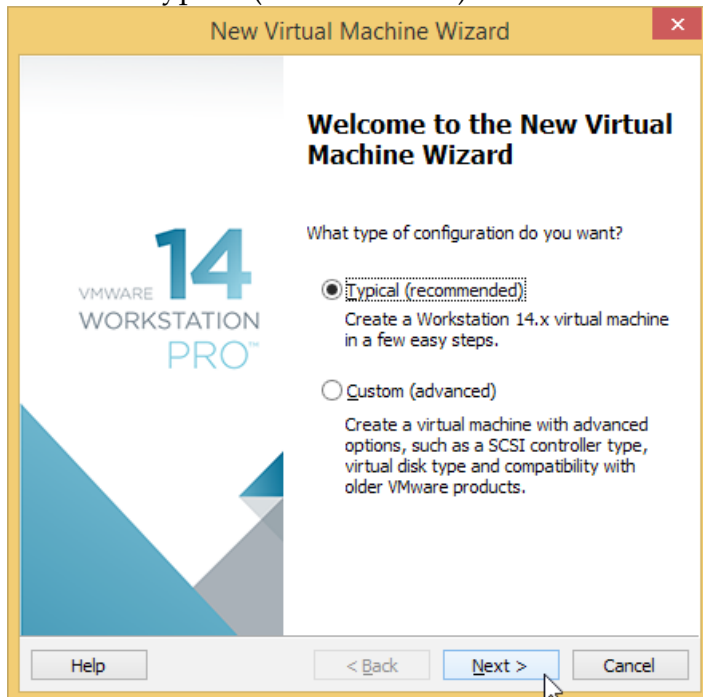 New Virtual Machine Wizard
Welcome to the New Virtual
Machine Wizard
What type of configuration do you want?
14
VMWARE
WORKSTATION
PRO™
Typical (recommended)
Create a Workstation 14.x virtual machine
in a few easy steps.
Custom (advanced)
Create a virtual machine with advanced
options, such as a SCSI controller type,
virtual disk type and compatibility with
older VMware products.
Help
< Back
Next >
Cancel